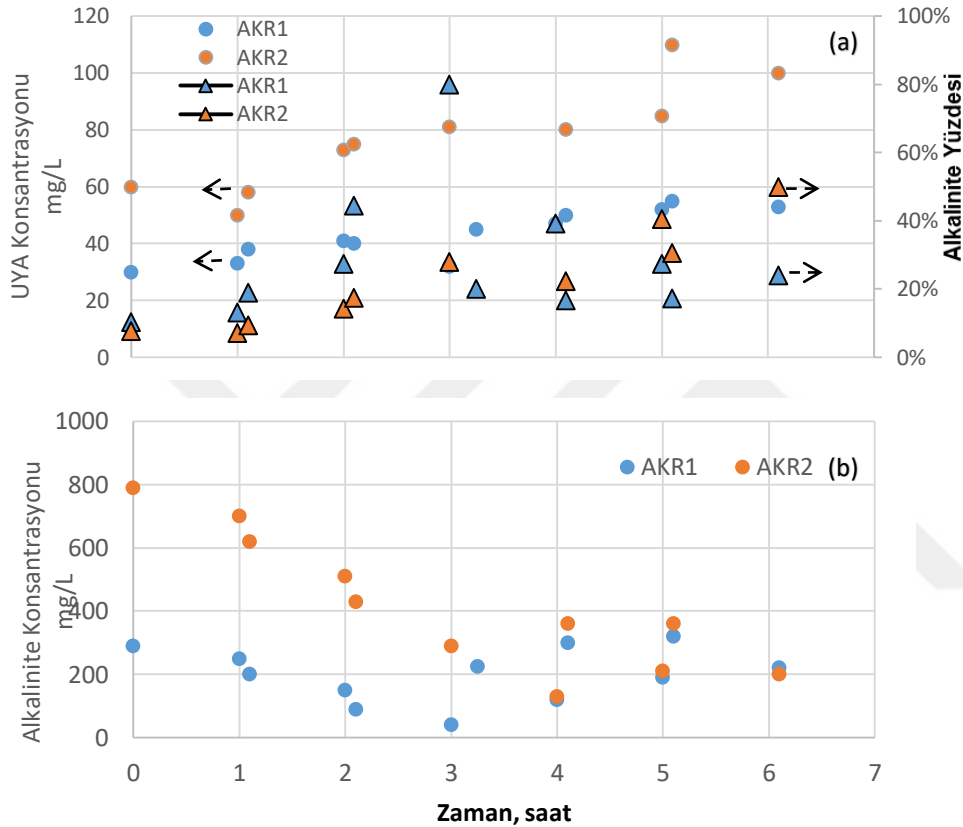 120
100
80
60
40
20
0
UYA Konsantrasyonu
mg/L
AKR1
AKR2
AKR1
AKR2
(a)
100%
80%
60%
40%
20%
0%
Alkalinite Yüzdesi
1000
800
600
400
200
0
Alkalinite Konsantrasyonu
mg/L
AKR1 AKR2 (b)
0 1 2 3 4 5 6 7
Zaman, saat